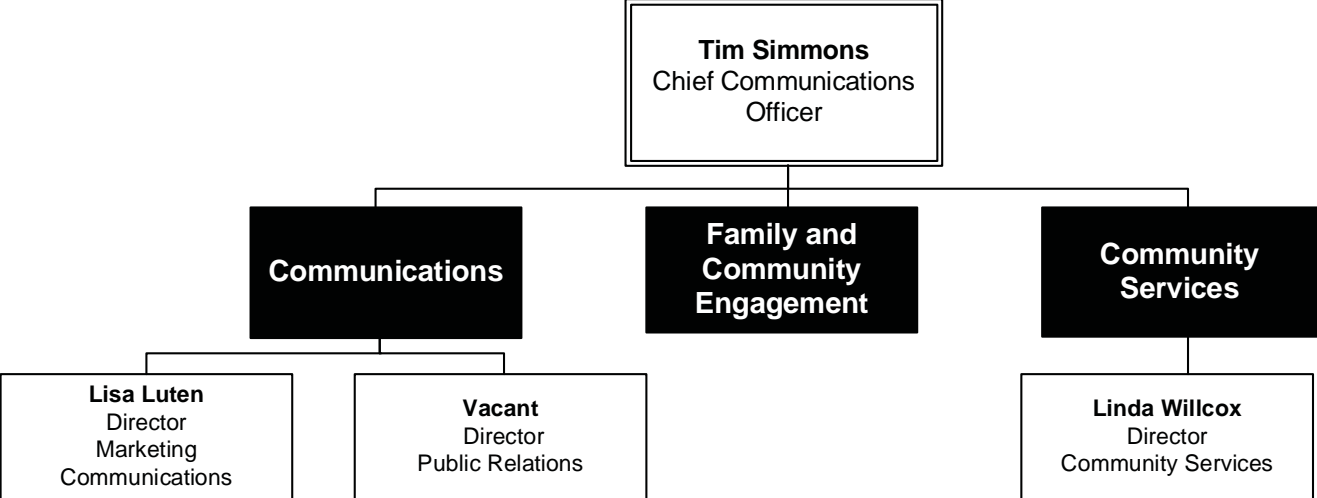 Tim Simmons
Chief Communications
Officer
Communications
Family and
Community
Engagement
Community
Services
Lisa Luten
Director
Marketing
Communications
Vacant
Director
Public Relations
Linda Willcox
Director
Community Services